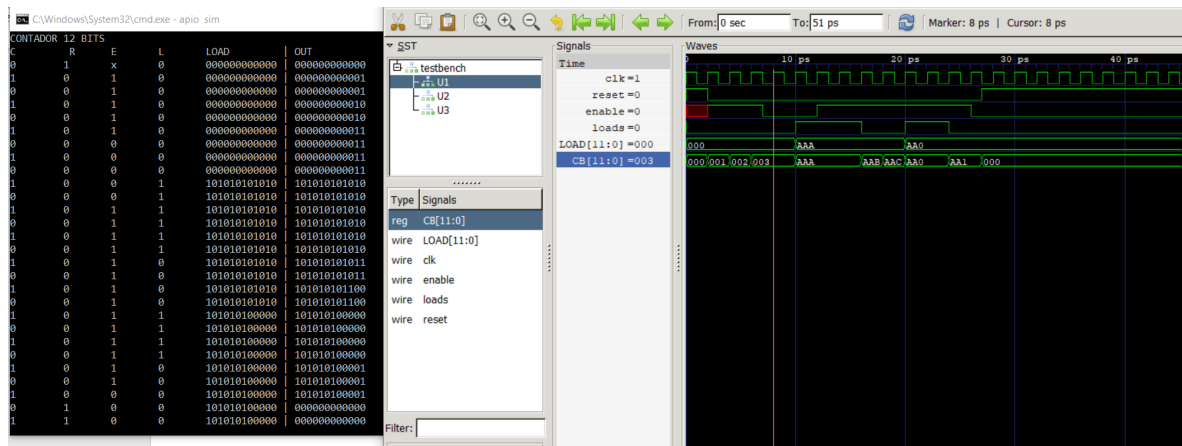 C:\Windows\System32\cmd.exe - apio sim
CONTADOR 12 BITS
C R E L LOAD | OUT
0 1 x 0 000000000000 | 000000000000
1 0 1 0 000000000000 | 000000000001
0 0 1 0 000000000000 | 000000000001
1 0 1 0 000000000000 | 000000000010
0 0 1 0 000000000000 | 000000000010
1 0 1 0 000000000000 | 000000000011
0 0 0 0 000000000000 | 000000000011
1 0 0 0 000000000000 | 000000000011
0 0 0 0 000000000000 | 000000000011
1 0 0 1 101010101010 | 101010101010
0 0 0 1 101010101010 | 101010101010
1 0 1 1 101010101010 | 101010101010
0 0 1 1 101010101010 | 101010101010
1 0 1 1 101010101010 | 101010101010
0 0 1 1 101010101010 | 101010101010
1 0 1 0 101010101010 | 101010101011
0 0 1 0 101010101010 | 101010101011
1 0 1 0 101010101010 | 101010101100
0 0 1 0 101010101010 | 101010101100
1 0 1 1 101010100000 | 101010100000
0 0 1 1 101010100000 | 101010100000
1 0 1 1 101010100000 | 101010100000
0 0 1 1 101010100000 | 101010100000
1 0 1 0 101010100000 | 101010100001
0 0 1 0 101010100000 | 101010100001
1 0 0 0 101010100000 | 101010100001
0 1 0 0 101010100000 | 000000000000
1 1 0 0 101010100000 | 000000000000
From: 0 sec To: 51 ps Marker: 8 ps | Cursor: 8 ps
SST
testbench
U1
U2
U3
Type Signals
reg CB[11:0]
wire LOAD[11:0]
wire clk
wire enable
wire loads
wire reset
Filter:
Signals
Time
clk=1
reset=0
enable=0
loads=0
LOAD[11:0]=000
CB[11:0]=003
Waves
0 10 ps 20 ps 30 ps 40 ps
000 AAA AA0
000 001 002 003 AAA AAB AAC AA0 AA1 000